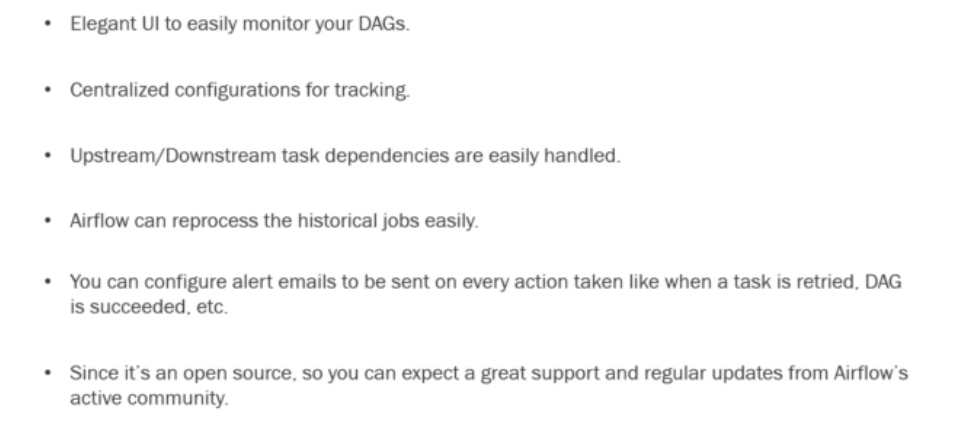 • Elegant UI to easily monitor your DAGs.
• Centralized configurations for tracking.
• Upstream/Downstream task dependencies are easily handled.
• Airflow can reprocess the historical jobs easily.
• You can configure alert emails to be sent on every action taken like when a task is retried, DAG
is succeeded, etc.
• Since it's an open source, so you can expect a great support and regular updates from Airflow's
active community.